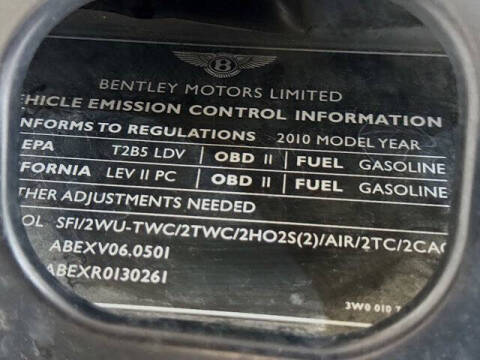 B
BENTLEY MOTORS LIMITED
HICLE EMISSION CONTROL INFORMATION
NFORMS TO REGULATIONS 2010 MODEL YEAR
EPA T2B5 LDV OBD II FUEL GASOLINE
FORNIA LEV II PC OBD II FUEL GASOLINE
THER ADJUSTMENTS NEEDED
OL SFI/2WU-TWC/2TWC/2HO2S(2)/AIR/2TC/2CAC
ABEXV06.0501
ABEXR0130261
3W0 010 7